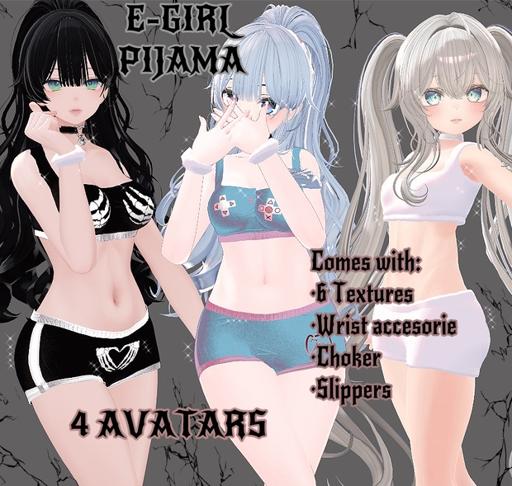 E-GIRL
PIJAMA
Comes with:
•6 Textures
•Wrist accesorie
•Choker
•Slippers
4 AVATARS